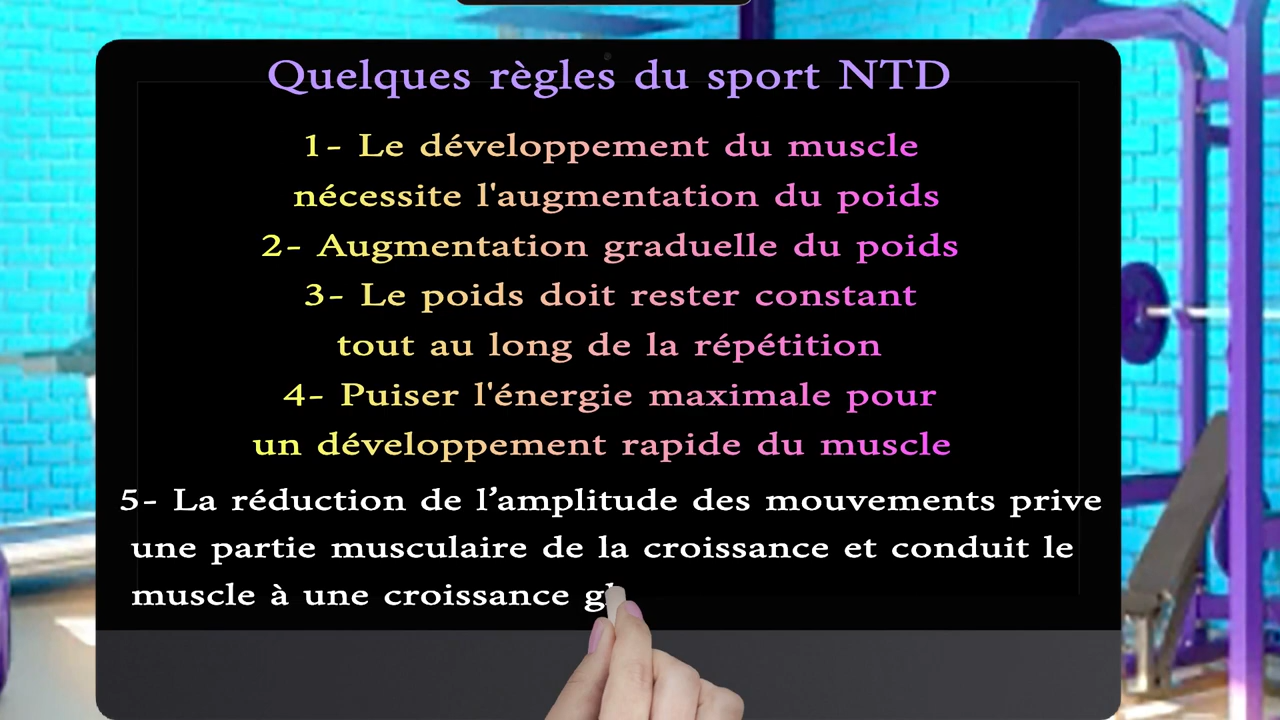 Quelques règles du sport NTD
1- Le développement du muscle
nécessite l'augmentation du poids
2- Augmentation graduelle du poids
3- Le poids doit rester constant
tout au long de la répétition
4- Puiser l'énergie maximale pour
un développement rapide du muscle
5- La réduction de l’amplitude des mouvements prive
une partie musculaire de la croissance et conduit le
muscle à une croissance